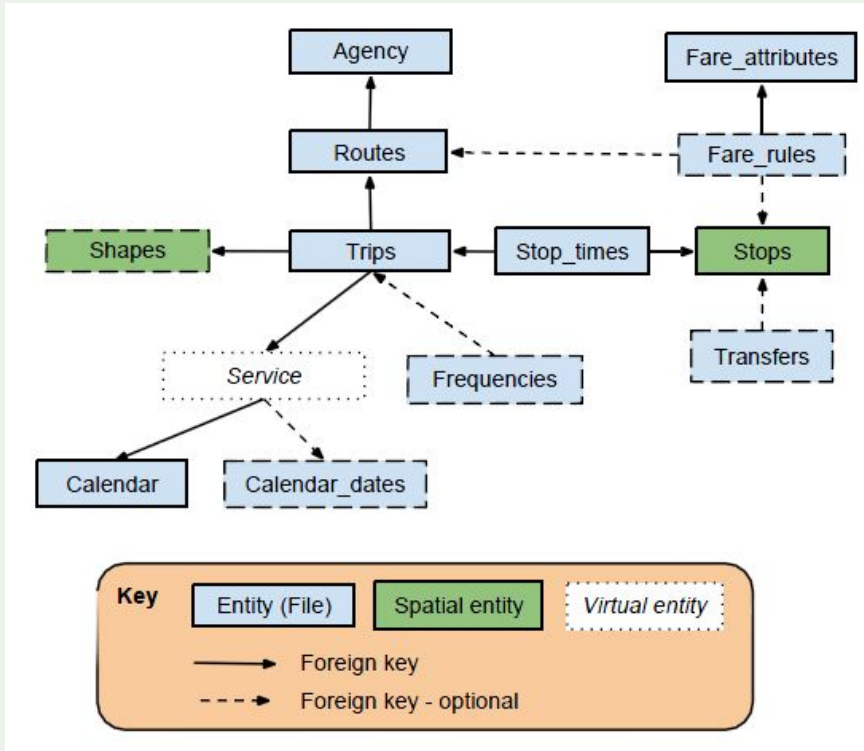 Agency
Fare_attributes
Routes
Fare_rules
Shapes
Trips
Stop_times
Stops
Service
Frequencies
Transfers
Calendar
Calendar_dates
Key
Entity (File)
Spatial entity
Virtual entity
Foreign key
Foreign key - optional